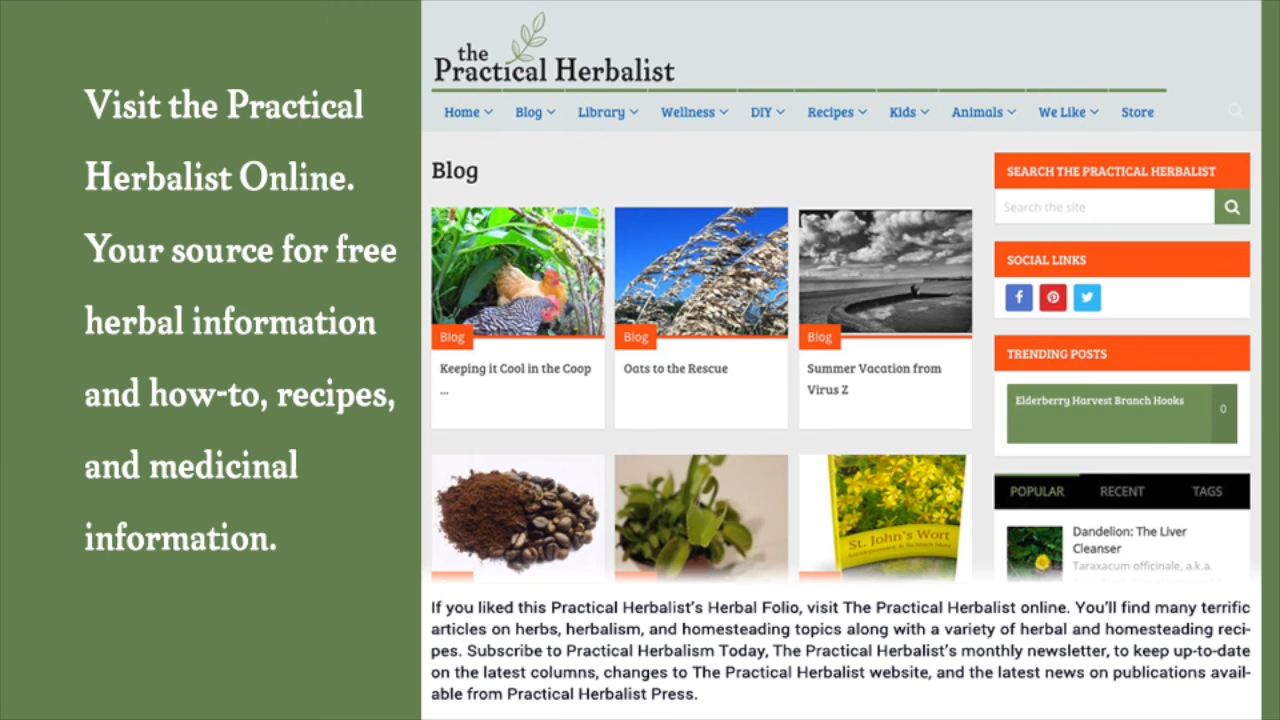 Visit the Practical
Herbalist Online.
Your source for free
herbal information
and how-to, recipes,
and medicinal
information.
the
Practical Herbalist
Home Blog Library Wellness DIY Recipes Kids Animals We Like Store
Blog
Blog
Keeping it Cool in the Coop
...
Blog
Oats to the Rescue
Blog
Summer Vacation from
Virus Z
St. John's Wort
SEARCH THE PRACTICAL HERBALIST
Search the site
SOCIAL LINKS
TRENDING POSTS
Elderberry Harvest Branch Hooks
0
POPULAR RECENT TAGS
Dandelion: The Liver
Cleanser
Taraxacum officinale, a.k.a.
If you liked this Practical Herbalist's Herbal Folio, visit The Practical Herbalist online. You'll find many terrific
articles on herbs, herbalism, and homesteading topics along with a variety of herbal and homesteading reci-
pes. Subscribe to Practical Herbalism Today, The Practical Herbalist's monthly newsletter, to keep up-to-date
on the latest columns, changes to The Practical Herbalist website, and the latest news on publications avail-
able from Practical Herbalist Press.